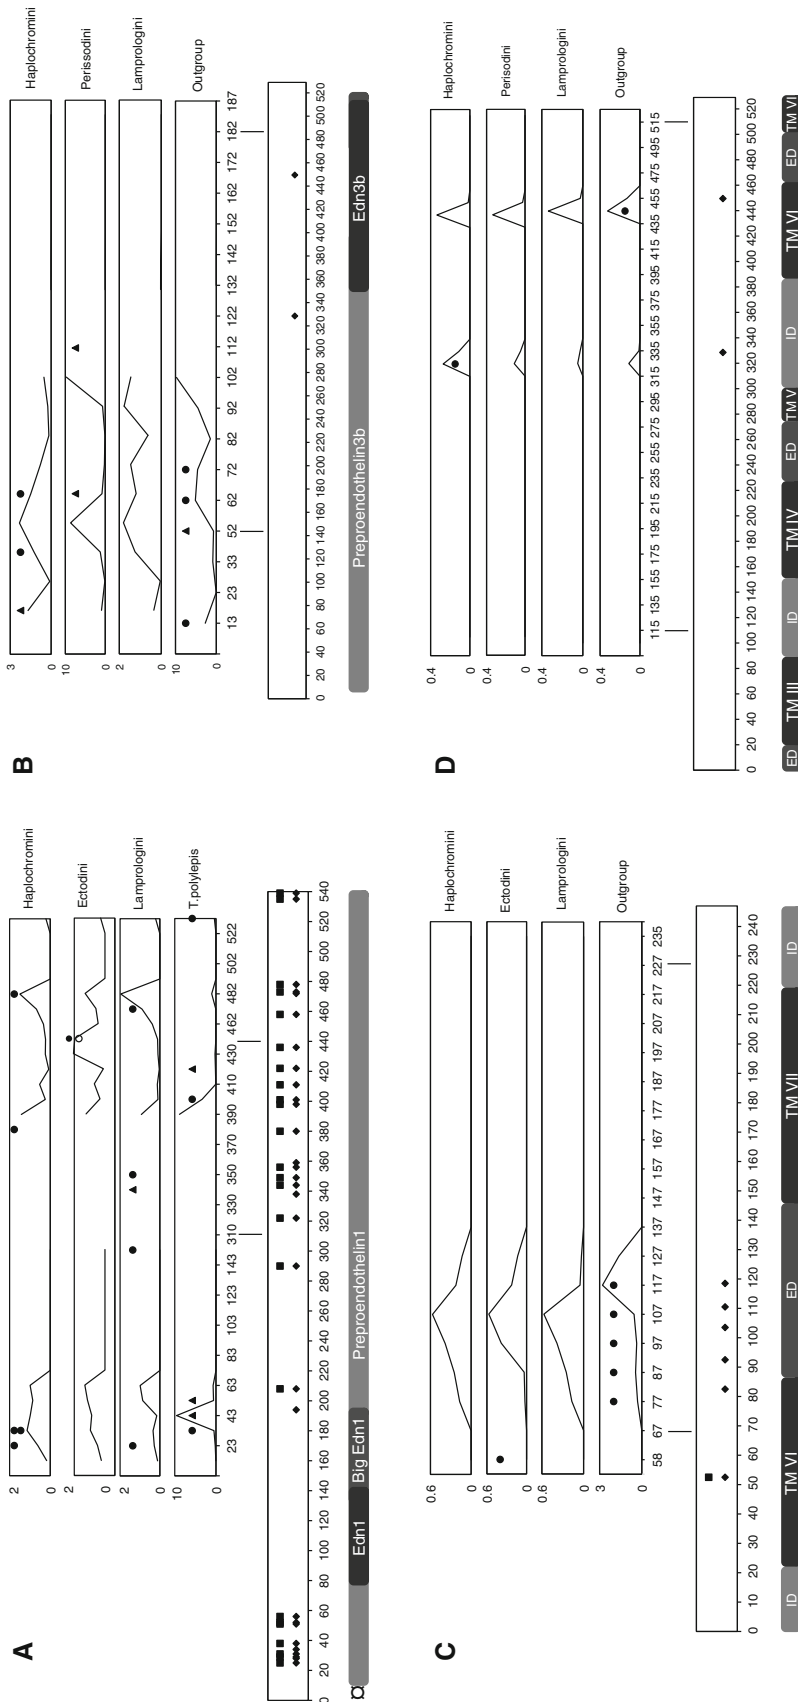 A
Haplochromini
2
0
Ectodini
2
0
Lamprologini
2
0
T.polylepis
10
0
23 43 63 83 103 123 143 310 330 350 370 390 410 430 462 482 502 522
0 20 40 60 80 100 120 140 160 180 200 220 240 260 280 300 320 340 360 380 400 420 440 460 480 500 520 540
Edn1 Big Edn1 Preproendothelin1
B
Haplochromini
3
0
Perissodini
10
0
Lamprologini
2
0
Outgroup
10
0
13 23 33 52 62 72 82 92 102 112 122 132 142 152 162 172 182 187
0 20 40 60 80 100 120 140 160 180 200 220 240 260 280 300 320 340 360 380 400 420 440 460 480 500 520
Preproendothelin3b Edn3b
C
Haplochromini
0.6
0
Ectodini
0.6
0
Lamprologini
0.6
0
Outgroup
3
0
58 67 77 87 97 107 117 127 137 147 157 167 177 187 197 207 217 227 235
0 10 20 30 40 50 60 70 80 90 100 110 120 130 140 150 160 170 180 190 200 210 220 230 240
ID TM VI ED TM VII ID
D
Haplochromini
0.4
0
Perisodini
0.4
0
Lamprologini
0.4
0
Outgroup
0.4
0
115 135 155 175 195 215 235 255 275 295 315 335 355 375 395 415 435 455 475 495 515
0 20 40 60 80 100 120 140 160 180 200 220 240 260 280 300 320 340 360 380 400 420 440 460 480 500 520
ED TM III ID TM IV ED TM V ID TM VI ED TM VI